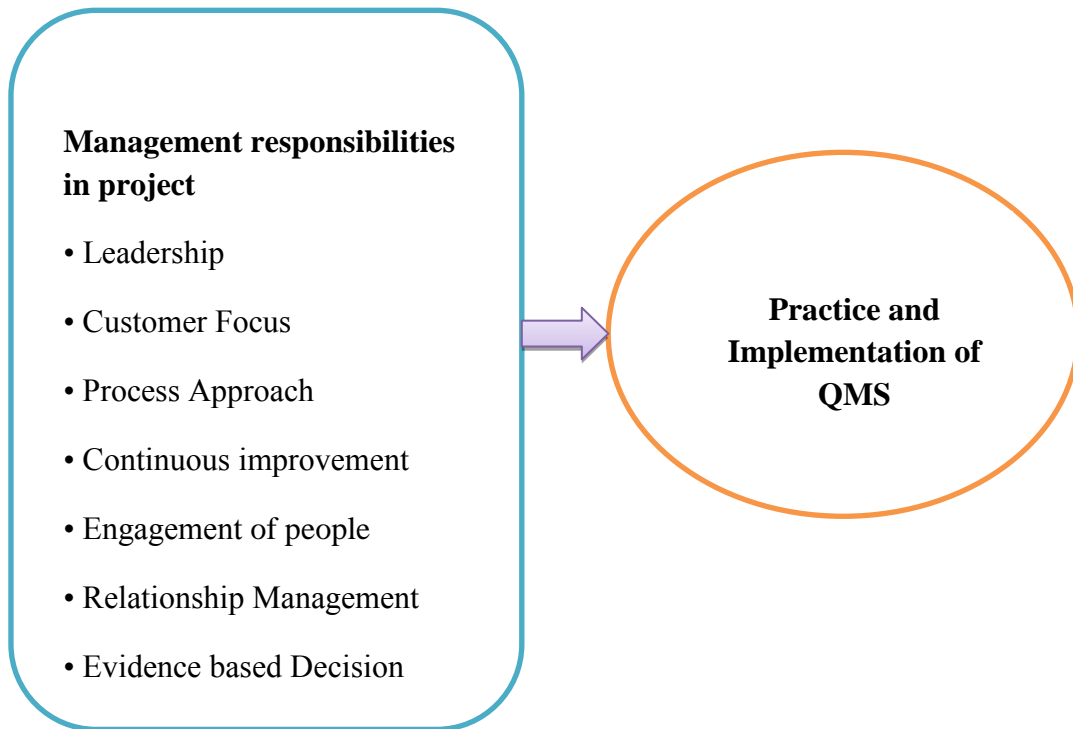 Management responsibilities
in project
• Leadership
• Customer Focus
• Process Approach
• Continuous improvement
• Engagement of people
• Relationship Management
• Evidence based Decision
Practice and
Implementation of
QMS